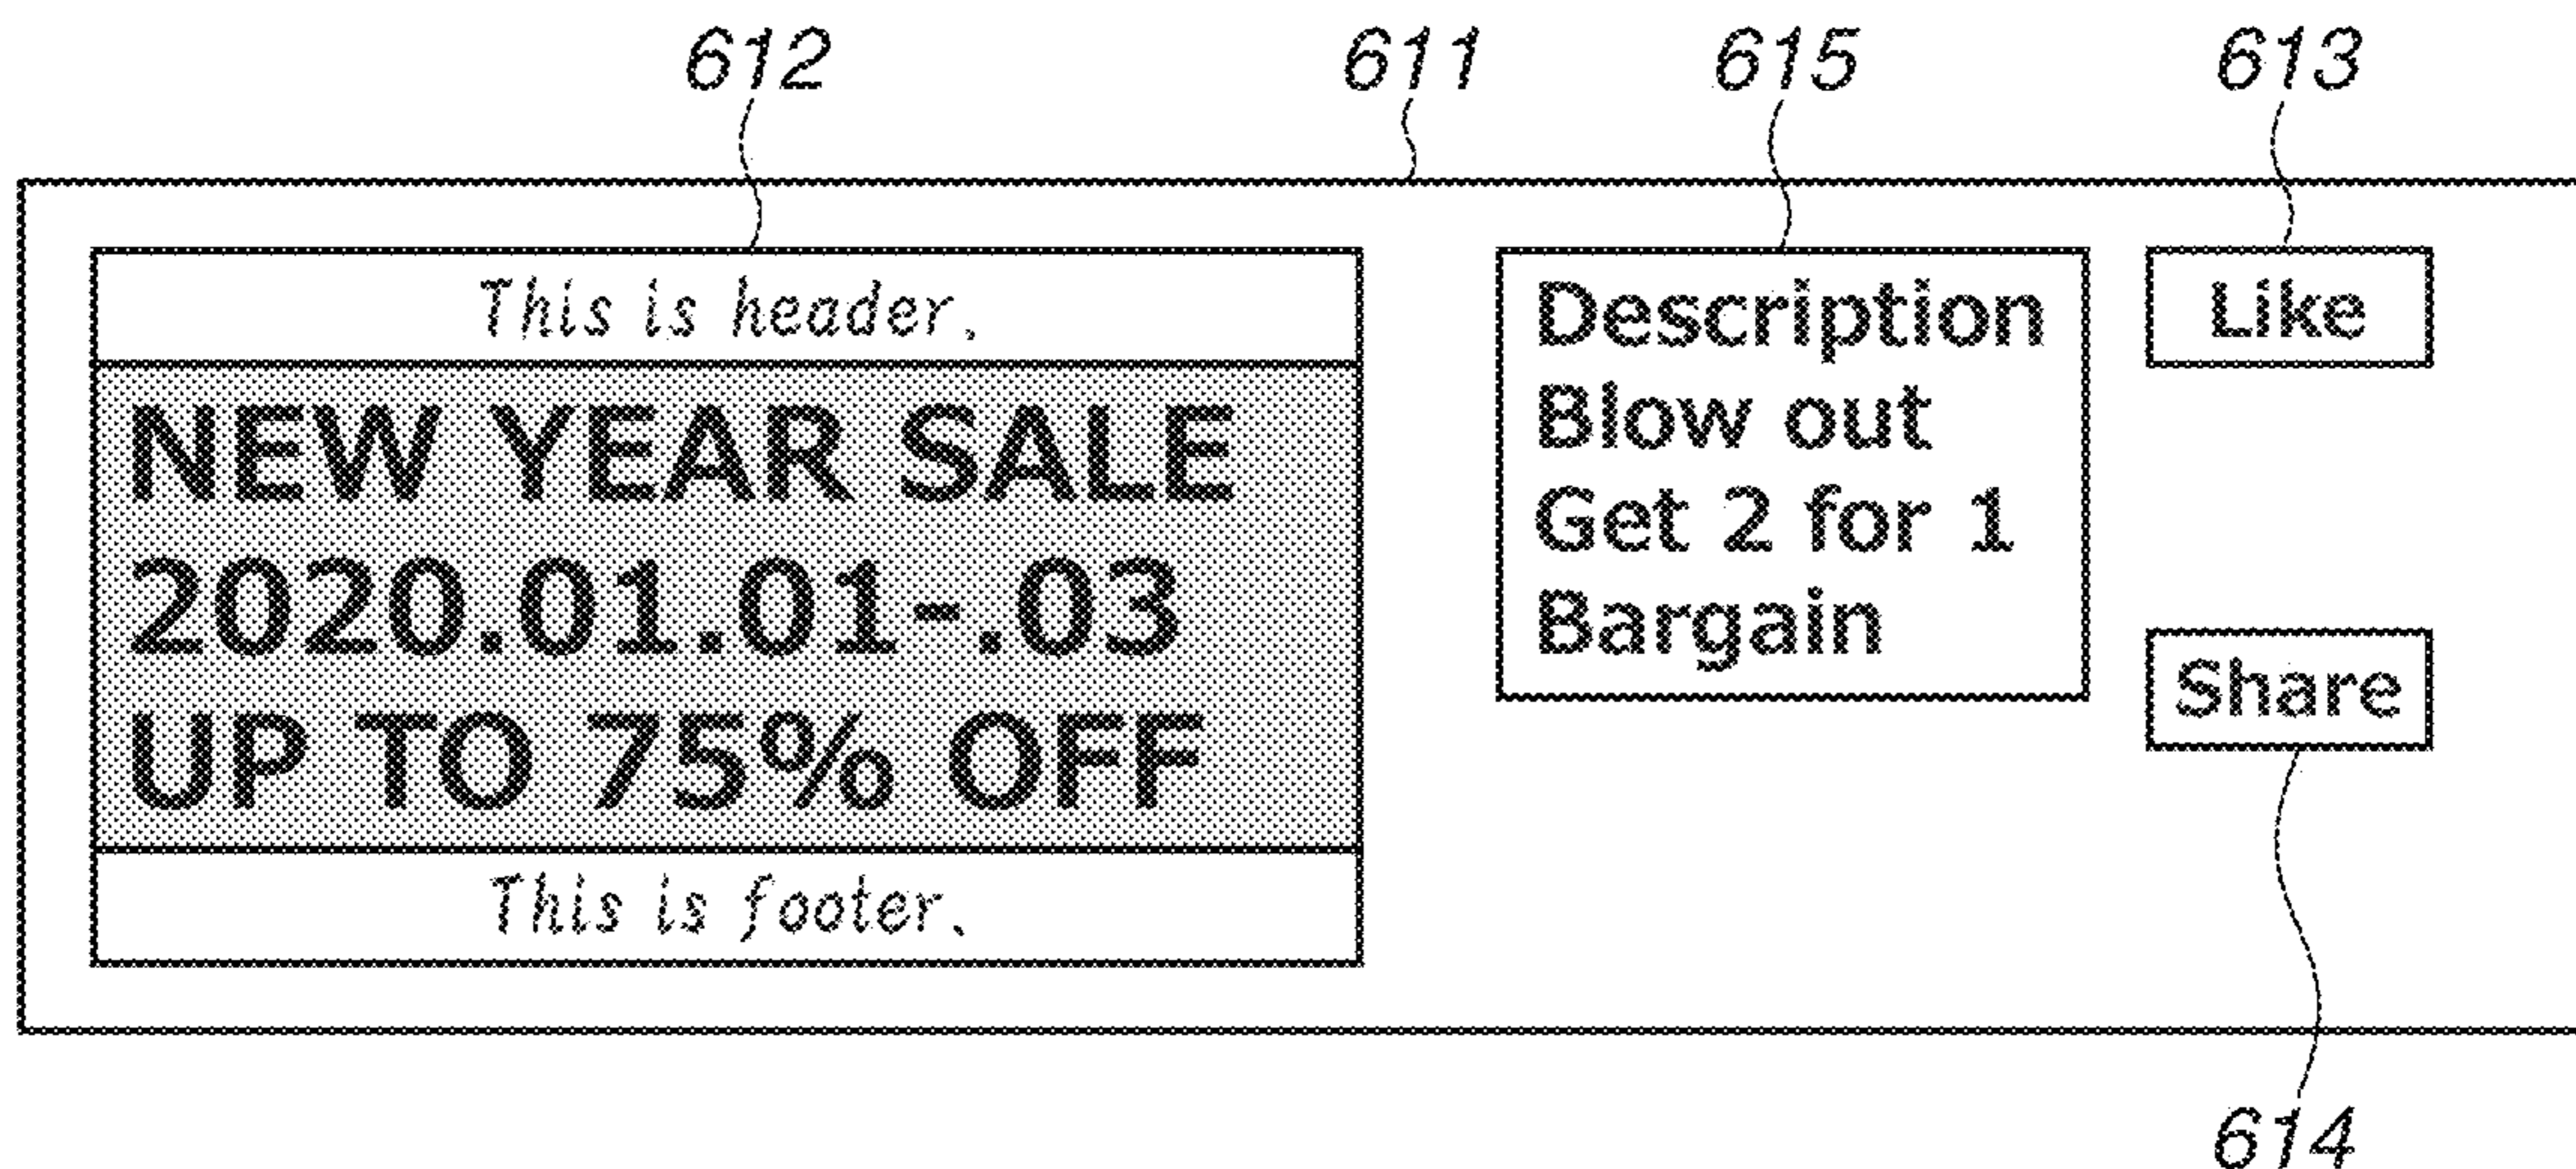 612
611
615
613
This is header.
NEW YEAR SALE
2020.01.01-.03
UP TO 75% OFF
This is footer.
Description
Blow out
Get 2 for 1
Bargain
Like
Share
614